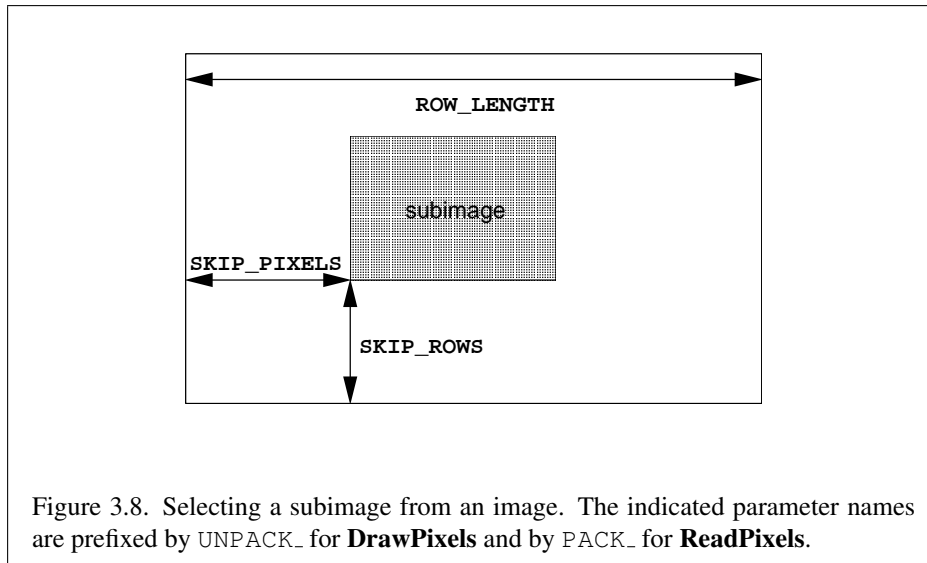 ROW_LENGTH
subimage
SKIP_PIXELS
SKIP_ROWS
Figure 3.8. Selecting a subimage from an image. The indicated parameter names
are prefixed by UNPACK_ for DrawPixels and by PACK_ for ReadPixels.